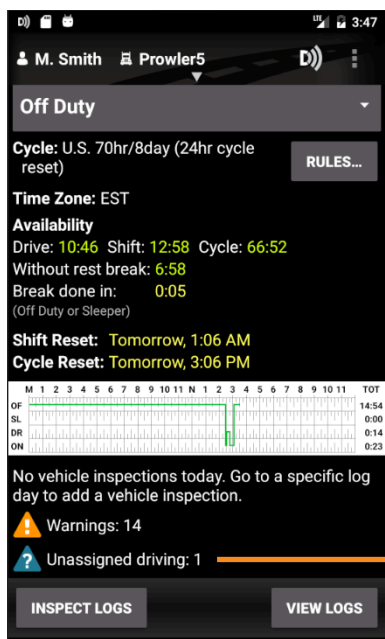 D)) LTE 3:47
M. Smith Prowler5 D))
Off Duty
Cycle: U.S. 70hr/8day (24hr cycle
reset)
RULES...
Time Zone: EST
Availability
Drive: 10:46 Shift: 12:58 Cycle: 66:52
Without rest break: 6:58
Break done in: 0:05
(Off Duty or Sleeper)
Shift Reset: Tomorrow, 1:06 AM
Cycle Reset: Tomorrow, 3:06 PM
M 1 2 3 4 5 6 7 8 9 10 11 N 1 2 3 4 5 6 7 8 9 10 11 TOT
OF 14:54
SL 0:00
DR 0:14
ON 0:23
No vehicle inspections today. Go to a specific log
day to add a vehicle inspection.
Warnings: 14
? Unassigned driving: 1
INSPECT LOGS VIEW LOGS